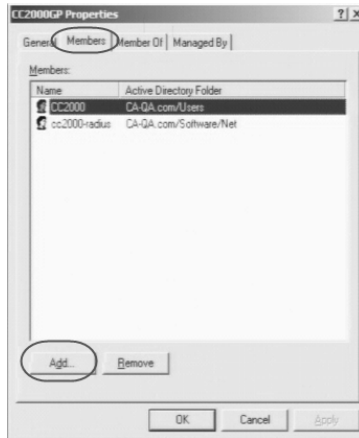 CC2000GP Properties
General Members Member Of Managed By
Members:
Name Active Directory Folder
CC2000 CA-QA.com/Users
cc2000-radius CA-QA.com/Software/Net
Add... Remove
OK Cancel Apply